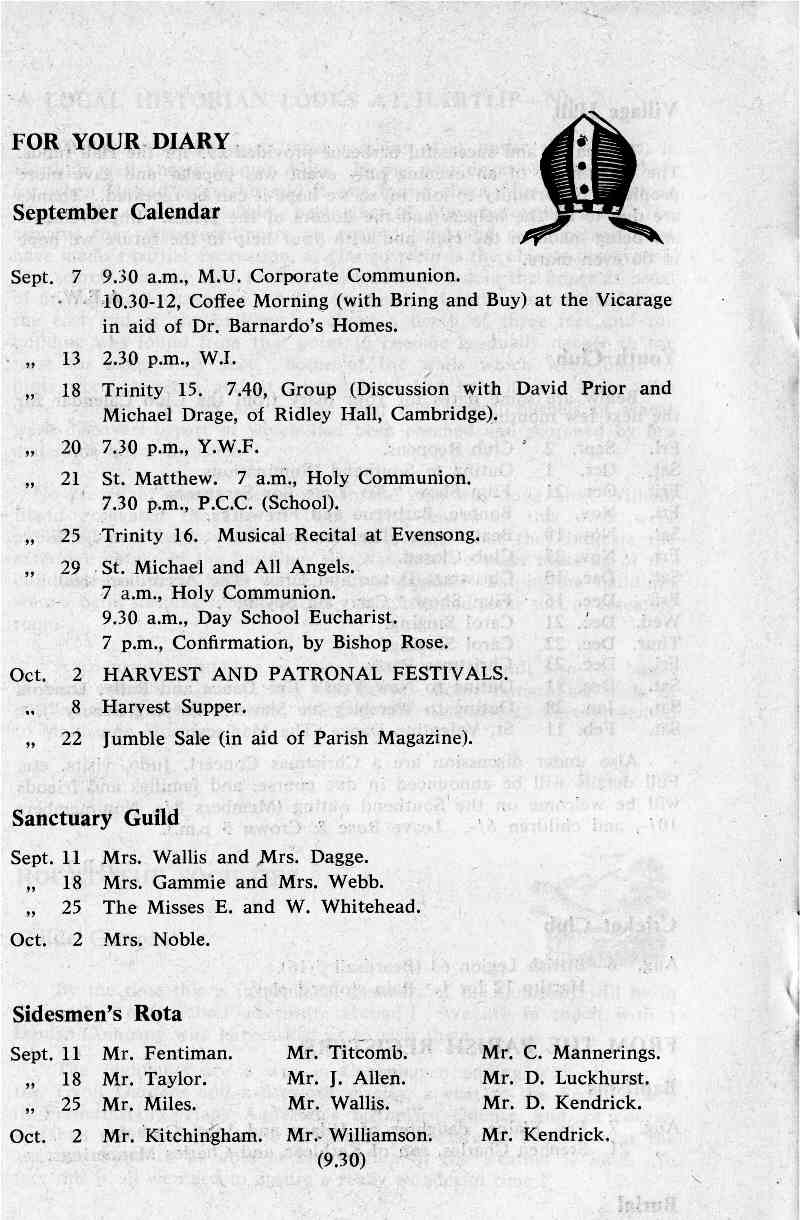 FOR YOUR DIARY
September Calendar
Sept. 7 9.30 a.m., M.U. Corporate Communion.
10.30-12, Coffee Morning (with Bring and Buy) at the Vicarage
in aid of Dr. Barnardo's Homes.
„ 13 2.30 p.m., W.I.
„ 18 Trinity 15. 7.40, Group (Discussion with David Prior and
Michael Drage, of Ridley Hall, Cambridge).
„ 20 7.30 p.m., Y.W.F.
„ 21 St. Matthew. 7 a.m., Holy Communion.
7.30 p.m., P.C.C. (School).
„ 25 Trinity 16. Musical Recital at Evensong.
„ 29 St. Michael and All Angels.
7 a.m., Holy Communion.
9.30 a.m., Day School Eucharist.
7 p.m., Confirmation, by Bishop Rose.
Oct. 2 HARVEST AND PATRONAL FESTIVALS.
„ 8 Harvest Supper.
„ 22 Jumble Sale (in aid of Parish Magazine).
Sanctuary Guild
Sept. 11 Mrs. Wallis and Mrs. Dagge.
„ 18 Mrs. Gammie and Mrs. Webb.
„ 25 The Misses E. and W. Whitehead.
Oct. 2 Mrs. Noble.
Sidesmen's Rota
Sept. 11 Mr. Fentiman. Mr. Titcomb. Mr. C. Mannerings.
„ 18 Mr. Taylor. Mr. J. Allen. Mr. D. Luckhurst.
„ 25 Mr. Miles. Mr. Wallis. Mr. D. Kendrick.
Oct. 2 Mr. Kitchingham. Mr. Williamson. Mr. Kendrick.
(9.30)